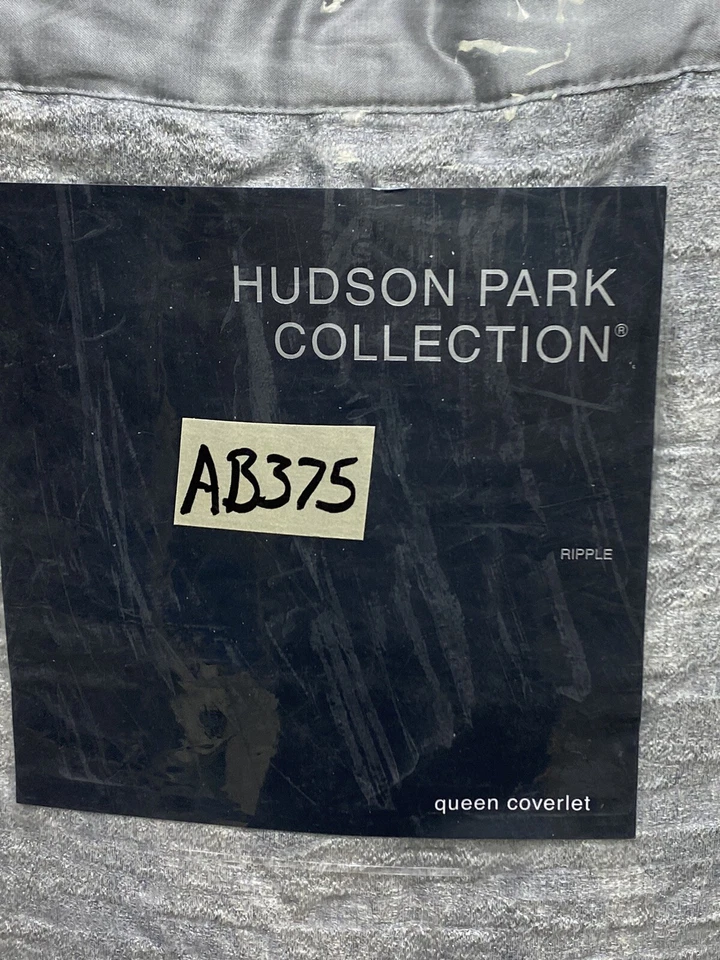 HUDSON PARK
COLLECTION®
AB375
RIPPLE
queen coverlet